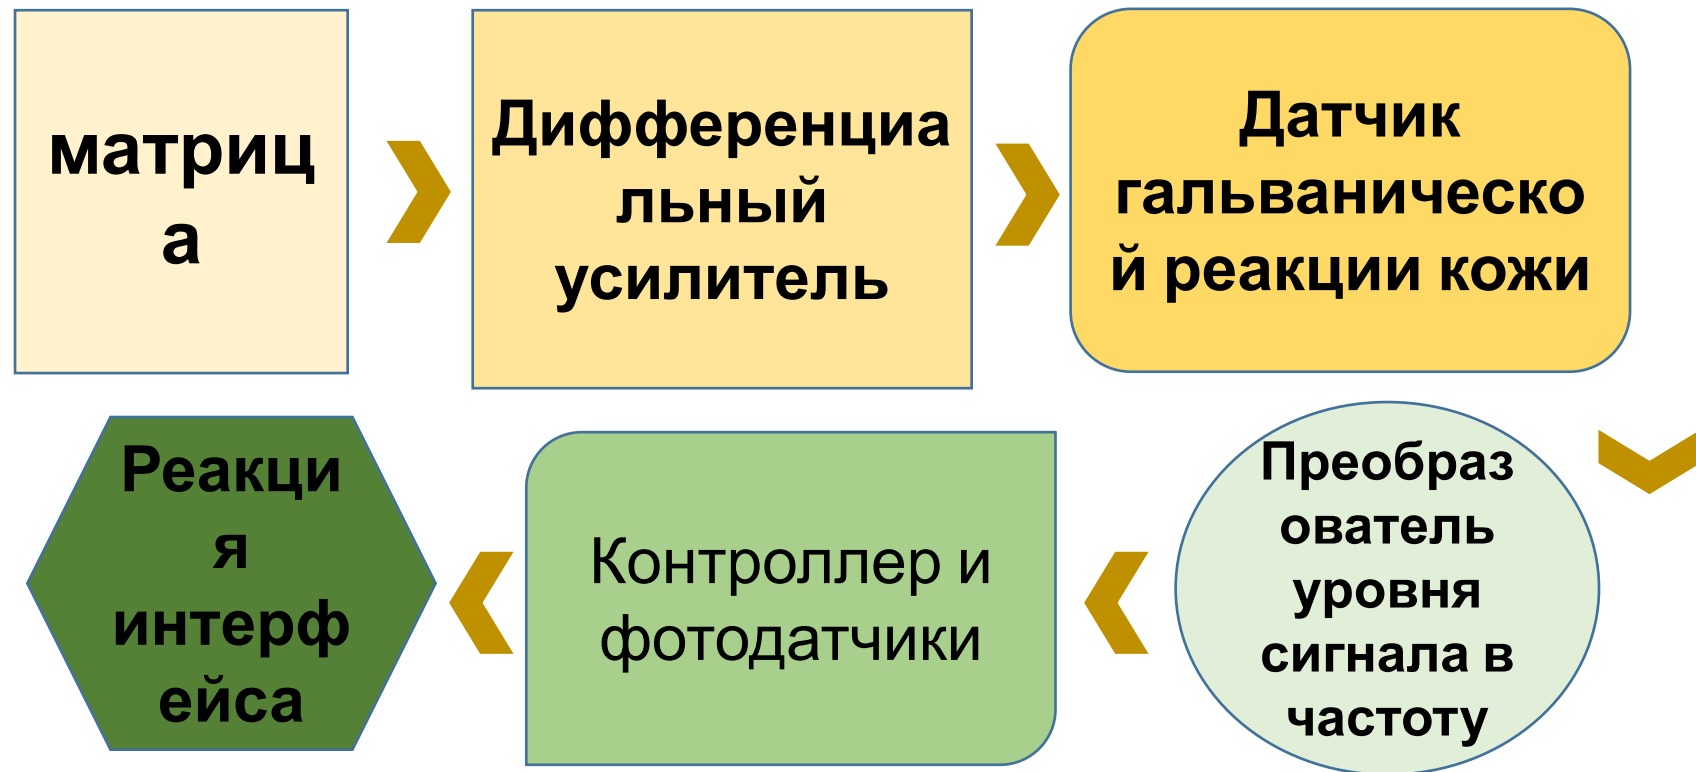 матриц
а
Дифференциа
льный
усилитель
Датчик
гальваническо
й реакции кожи
Реакци
я
интерф
ейса
Контроллер и
фотодатчики
Преобраз
ователь
уровня
сигнала в
частоту